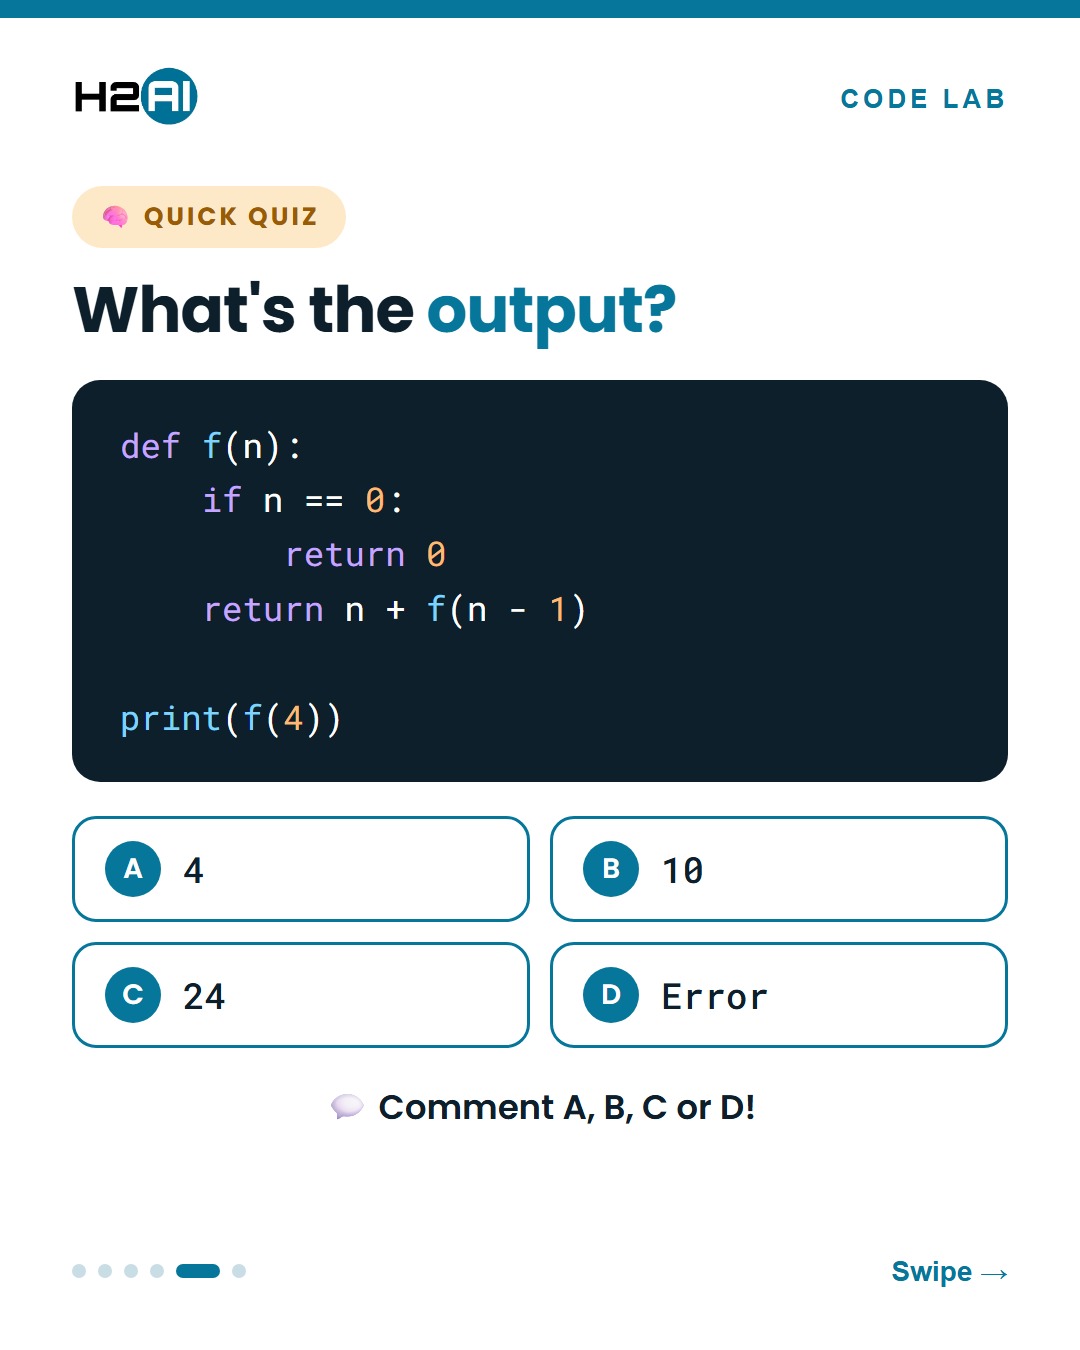 H2AI
CODE LAB
QUICK QUIZ
What's the output?
def f(n):
    if n == 0:
        return 0
    return n + f(n - 1)
print(f(4))
A 4
B 10
C 24
D Error
Comment A, B, C or D!
Swipe →